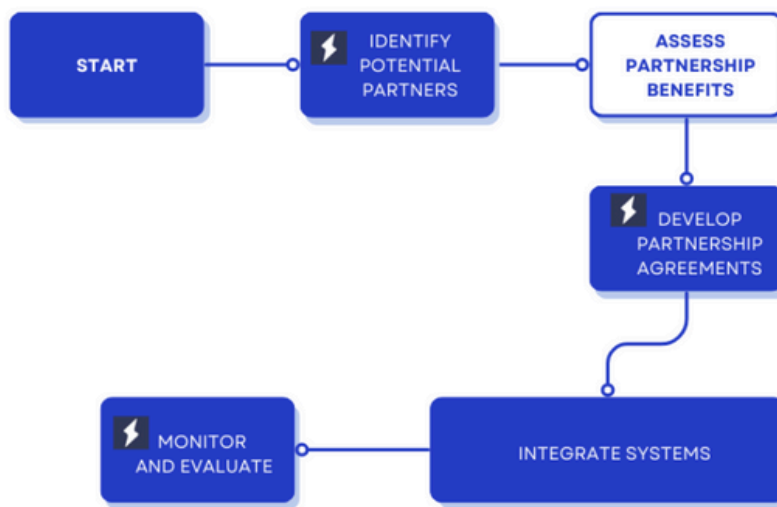 START
IDENTIFY
POTENTIAL
PARTNERS
ASSESS
PARTNERSHIP
BENEFITS
DEVELOP
PARTNERSHIP
AGREEMENTS
INTEGRATE SYSTEMS
MONITOR
AND EVALUATE